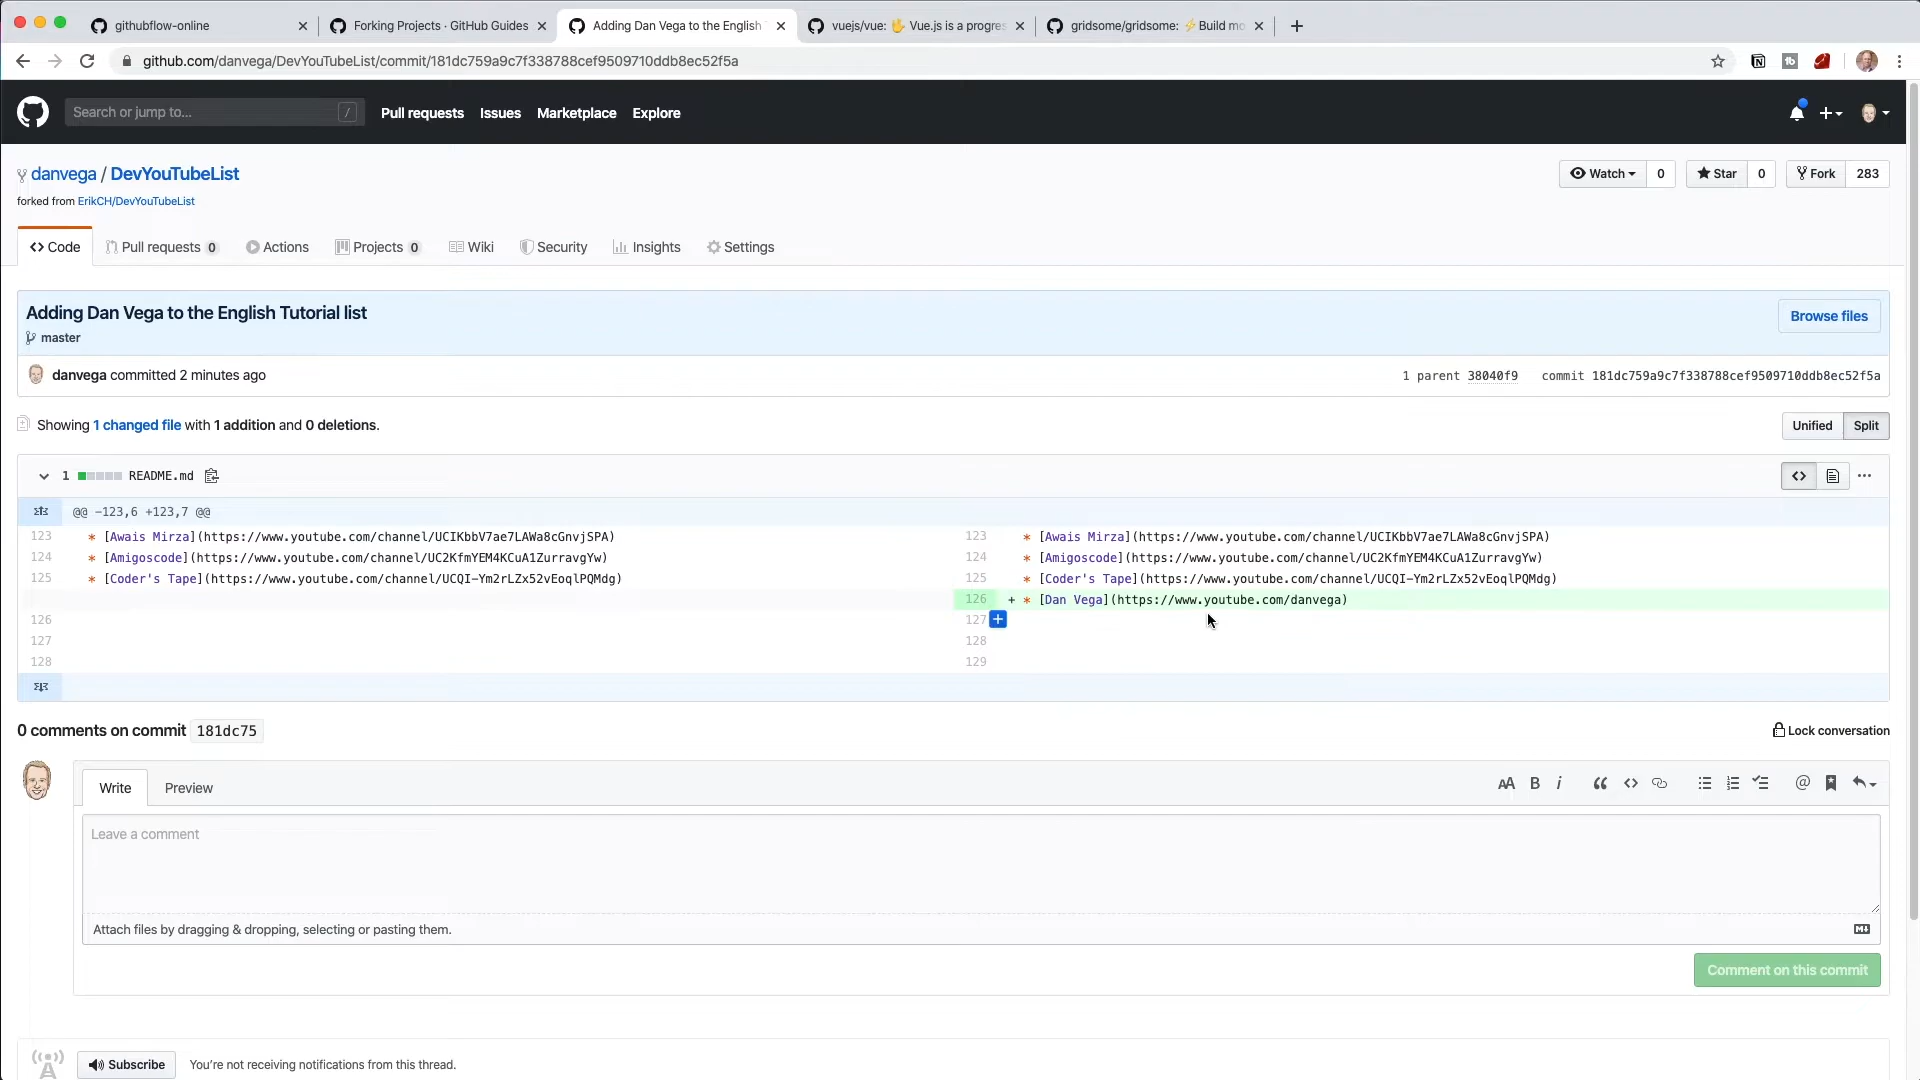 githubflow-online
Forking Projects · GitHub Guides
Adding Dan Vega to the English
vuejs/vue: 🖖 Vue.js is a progres
gridsome/gridsome: ⚡Build mo
github.com/danvega/DevYouTubeList/commit/181dc759a9c7f338788cef9509710ddb8ec52f5a
Search or jump to... /
Pull requests Issues Marketplace Explore
danvega / DevYouTubeList
Watch 0 Star 0 Fork 283
forked from ErikCH/DevYouTubeList
Code Pull requests 0 Actions Projects 0 Wiki Security Insights Settings
Adding Dan Vega to the English Tutorial list
Browse files
master
danvega committed 2 minutes ago
1 parent 38040f9 commit 181dc759a9c7f338788cef9509710ddb8ec52f5a
Showing 1 changed file with 1 addition and 0 deletions.
Unified Split
1 README.md
@@ -123,6 +123,7 @@
123 * [Awais Mirza](https://www.youtube.com/channel/UCIKbbV7ae7LAWa8cGnvjSPA) 123 * [Awais Mirza](https://www.youtube.com/channel/UCIKbbV7ae7LAWa8cGnvjSPA)
124 * [Amigoscode](https://www.youtube.com/channel/UC2KfmYEM4KCuA1ZurravgYw) 124 * [Amigoscode](https://www.youtube.com/channel/UC2KfmYEM4KCuA1ZurravgYw)
125 * [Coder's Tape](https://www.youtube.com/channel/UCQI-Ym2rLZx52vEoqlPQMdg) 125 * [Coder's Tape](https://www.youtube.com/channel/UCQI-Ym2rLZx52vEoqlPQMdg)
126 + * [Dan Vega](https://www.youtube.com/danvega)
126 127 +
127 128
128 129
0 comments on commit 181dc75
Lock conversation
Write Preview
Leave a comment
Attach files by dragging & dropping, selecting or pasting them.
Comment on this commit
Subscribe You're not receiving notifications from this thread.